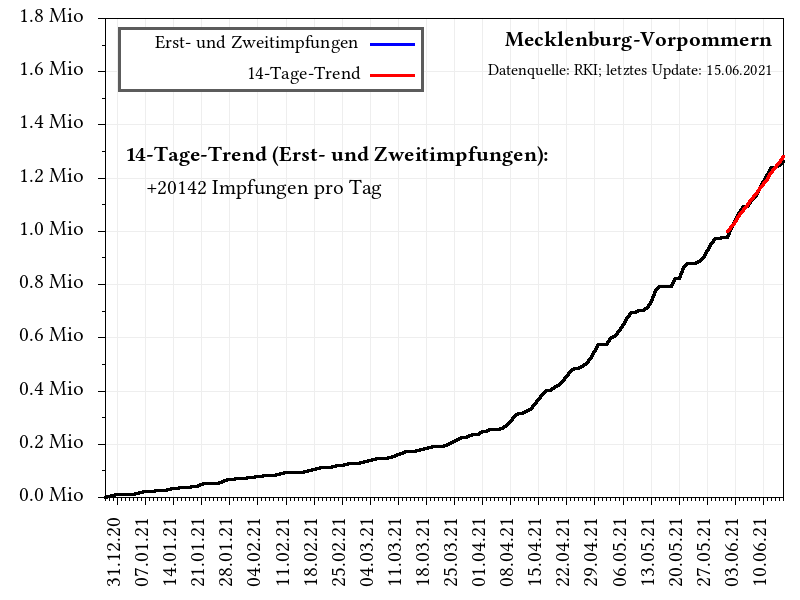 1.8 Mio
Erst- und Zweitimpfungen
Mecklenburg-Vorpommern
1.6 Mio
14-Tage-Trend
Datenquelle: RKI; letztes Update: 15.06.2021
1.4 Mio
14-Tage-Trend (Erst- und Zweitimpfungen):
1.2 Mio
+20142 Impfungen pro Tag
1.0 Mio
0.8 Mio
0.6 Mio
0.4 Mio
0.2 Mio
0.0 Mio
31.12.20
07.01.21
14.01.21
21.01.21
28.01.21
04.02.21
11.02.21
18.02.21
25.02.21
04.03.21
11.03.21
18.03.21
25.03.21
01.04.21
08.04.21
15.04.21
22.04.21
29.04.21
06.05.21
13.05.21
20.05.21
27.05.21
03.06.21
10.06.21